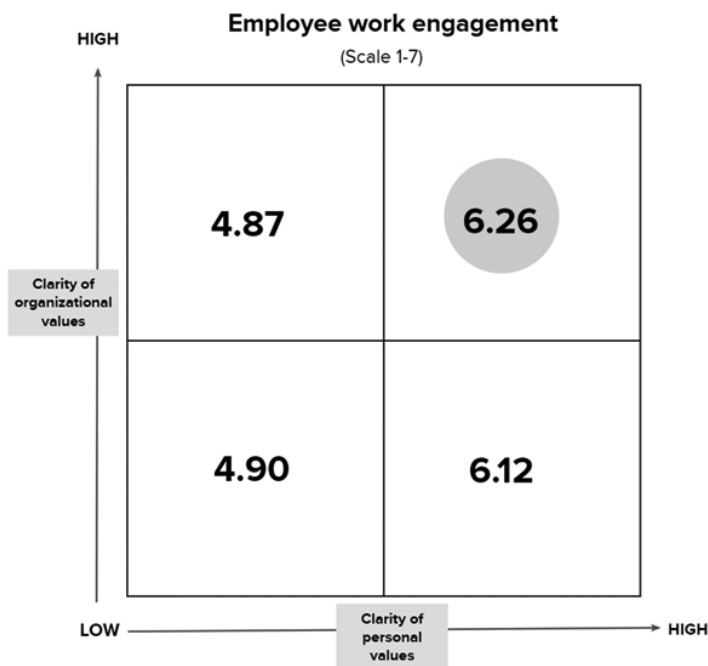 Employee work engagement
(Scale 1-7)
HIGH
4.87
6.26
Clarity of
organizational
values
4.90
6.12
LOW
Clarity of
personal
values
HIGH